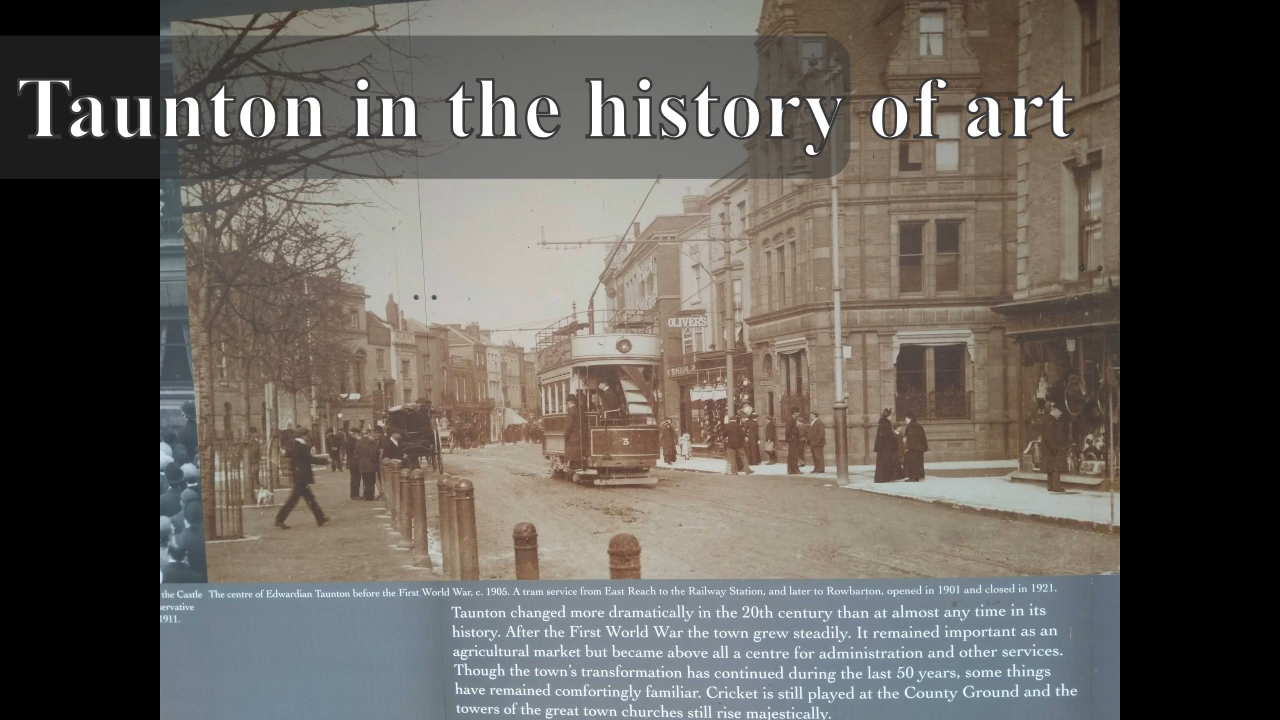 Taunton in the history of art
OLIVER'S
3
the Castle
servative
1911.
The centre of Edwardian Taunton before the First World War, c. 1905. A tram service from East Reach to the Railway Station, and later to Rowbarton, opened in 1901 and closed in 1921.
Taunton changed more dramatically in the 20th century than at almost any time in its
history. After the First World War the town grew steadily. It remained important as an
agricultural market but became above all a centre for administration and other services.
Though the town's transformation has continued during the last 50 years, some things
have remained comfortingly familiar. Cricket is still played at the County Ground and the
towers of the great town churches still rise majestically.